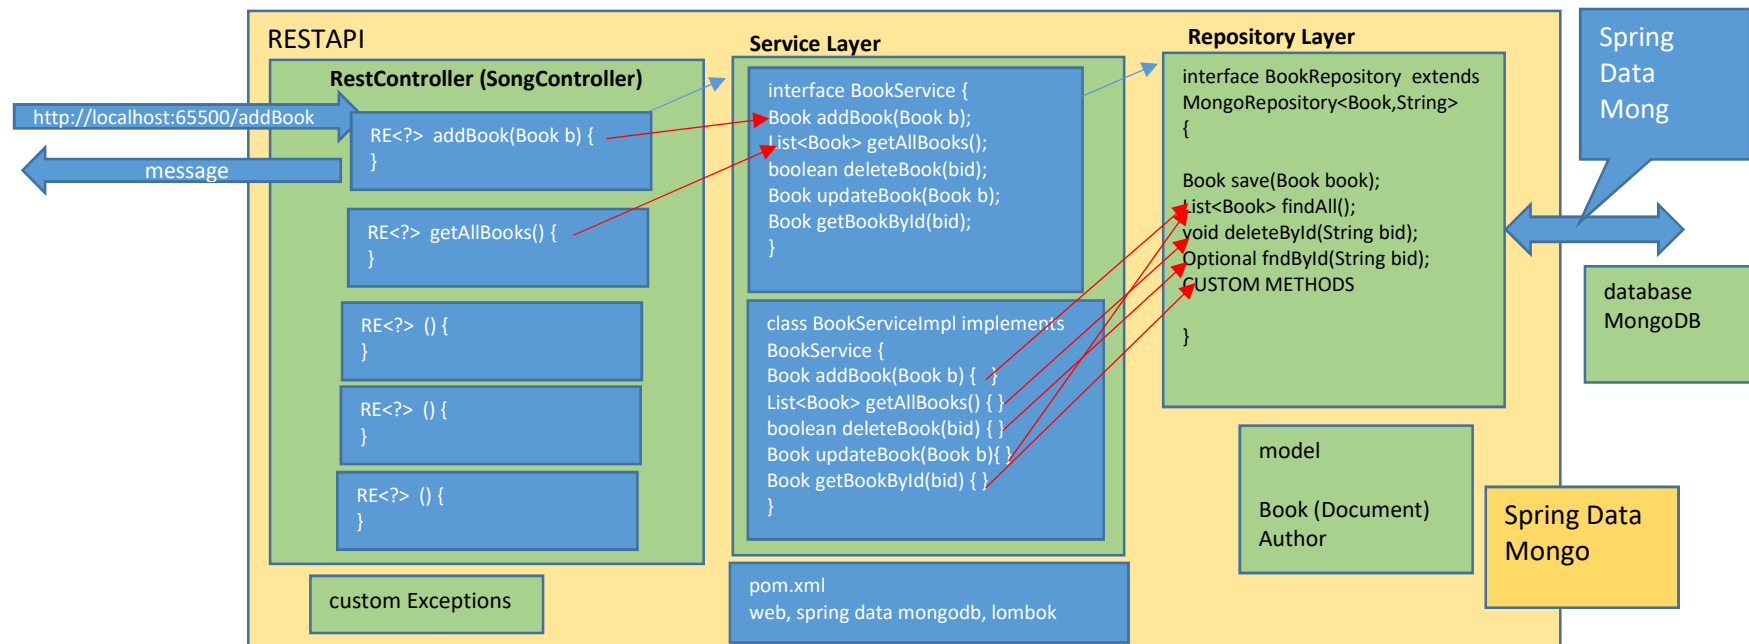 RESTAPI
RestController (SongController)
http://localhost:65500/addBook
message
RE<?>  addBook(Book b) {
}
RE<?>  getAllBooks() {
}
RE<?>  () {
}
RE<?>  () {
}
RE<?>  () {
}
custom Exceptions
Service Layer
interface BookService {
Book addBook(Book b);
List<Book> getAllBooks();
boolean deleteBook(bid);
Book updateBook(Book b);
Book getBookById(bid);
}
class BookServiceImpl implements
BookService {
Book addBook(Book b) {   }
List<Book> getAllBooks() { }
boolean deleteBook(bid) { }
Book updateBook(Book b){ }
Book getBookById(bid) { }
}
pom.xml
web, spring data mongodb, lombok
Repository Layer
interface BookRepository  extends
MongoRepository<Book,String>
{
Book save(Book book);
List<Book> findAll();
void deleteById(String bid);
Optional fndById(String bid);
CUSTOM METHODS
}
model
Book (Document)
Author
Spring
Data
Mong
database
MongoDB
Spring Data
Mongo